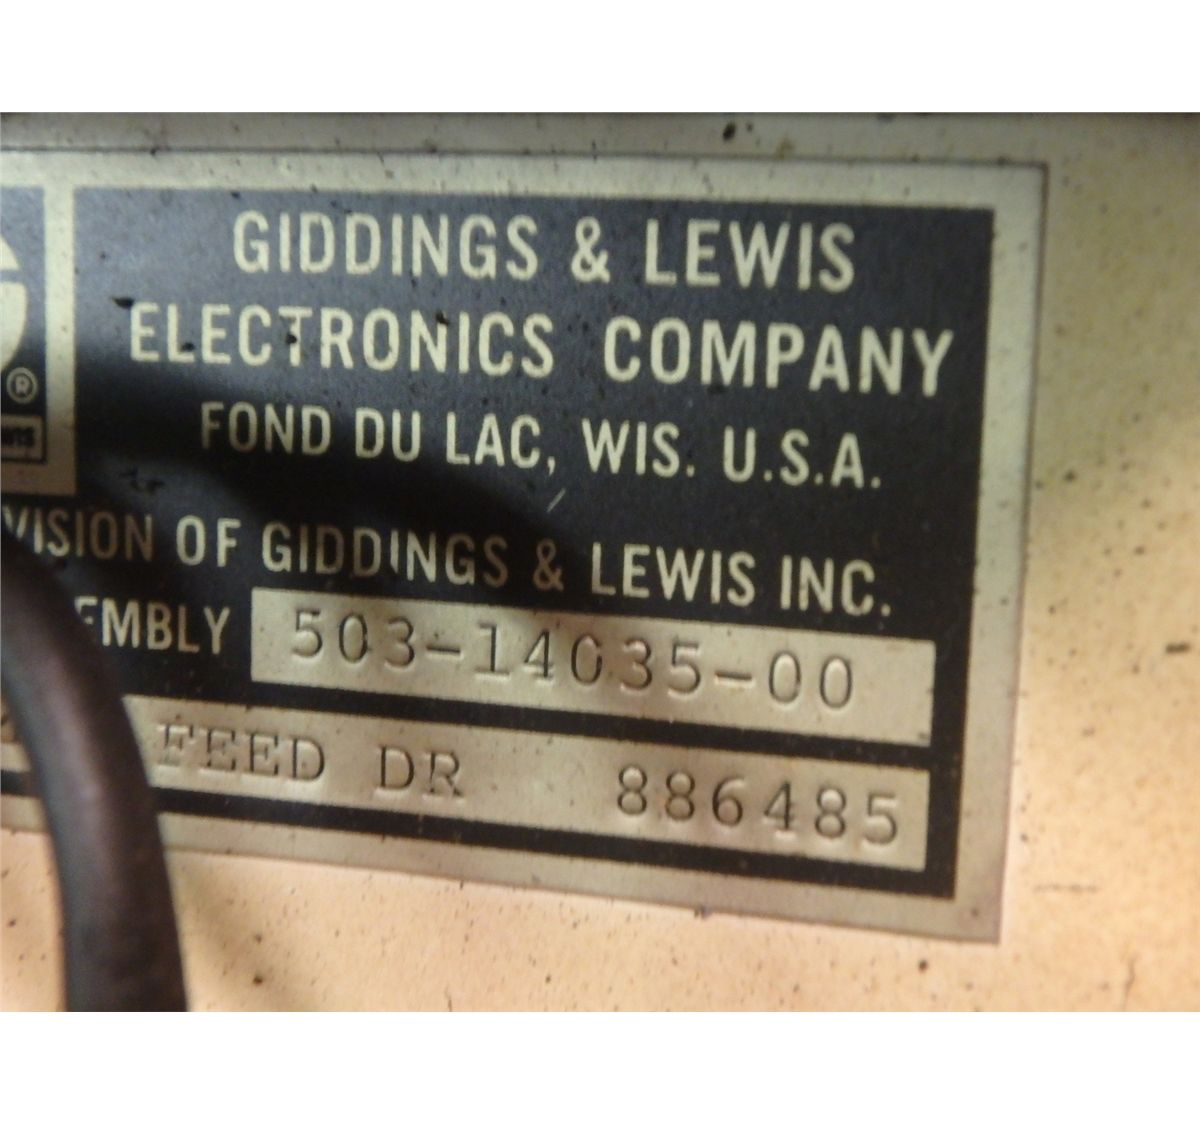 GIDDINGS & LEWIS
ELECTRONICS COMPANY
FOND DU LAC, WIS. U.S.A.
®
VISION OF GIDDINGS & LEWIS INC.
EMBLY 503-14035-00
FEED DR 886485